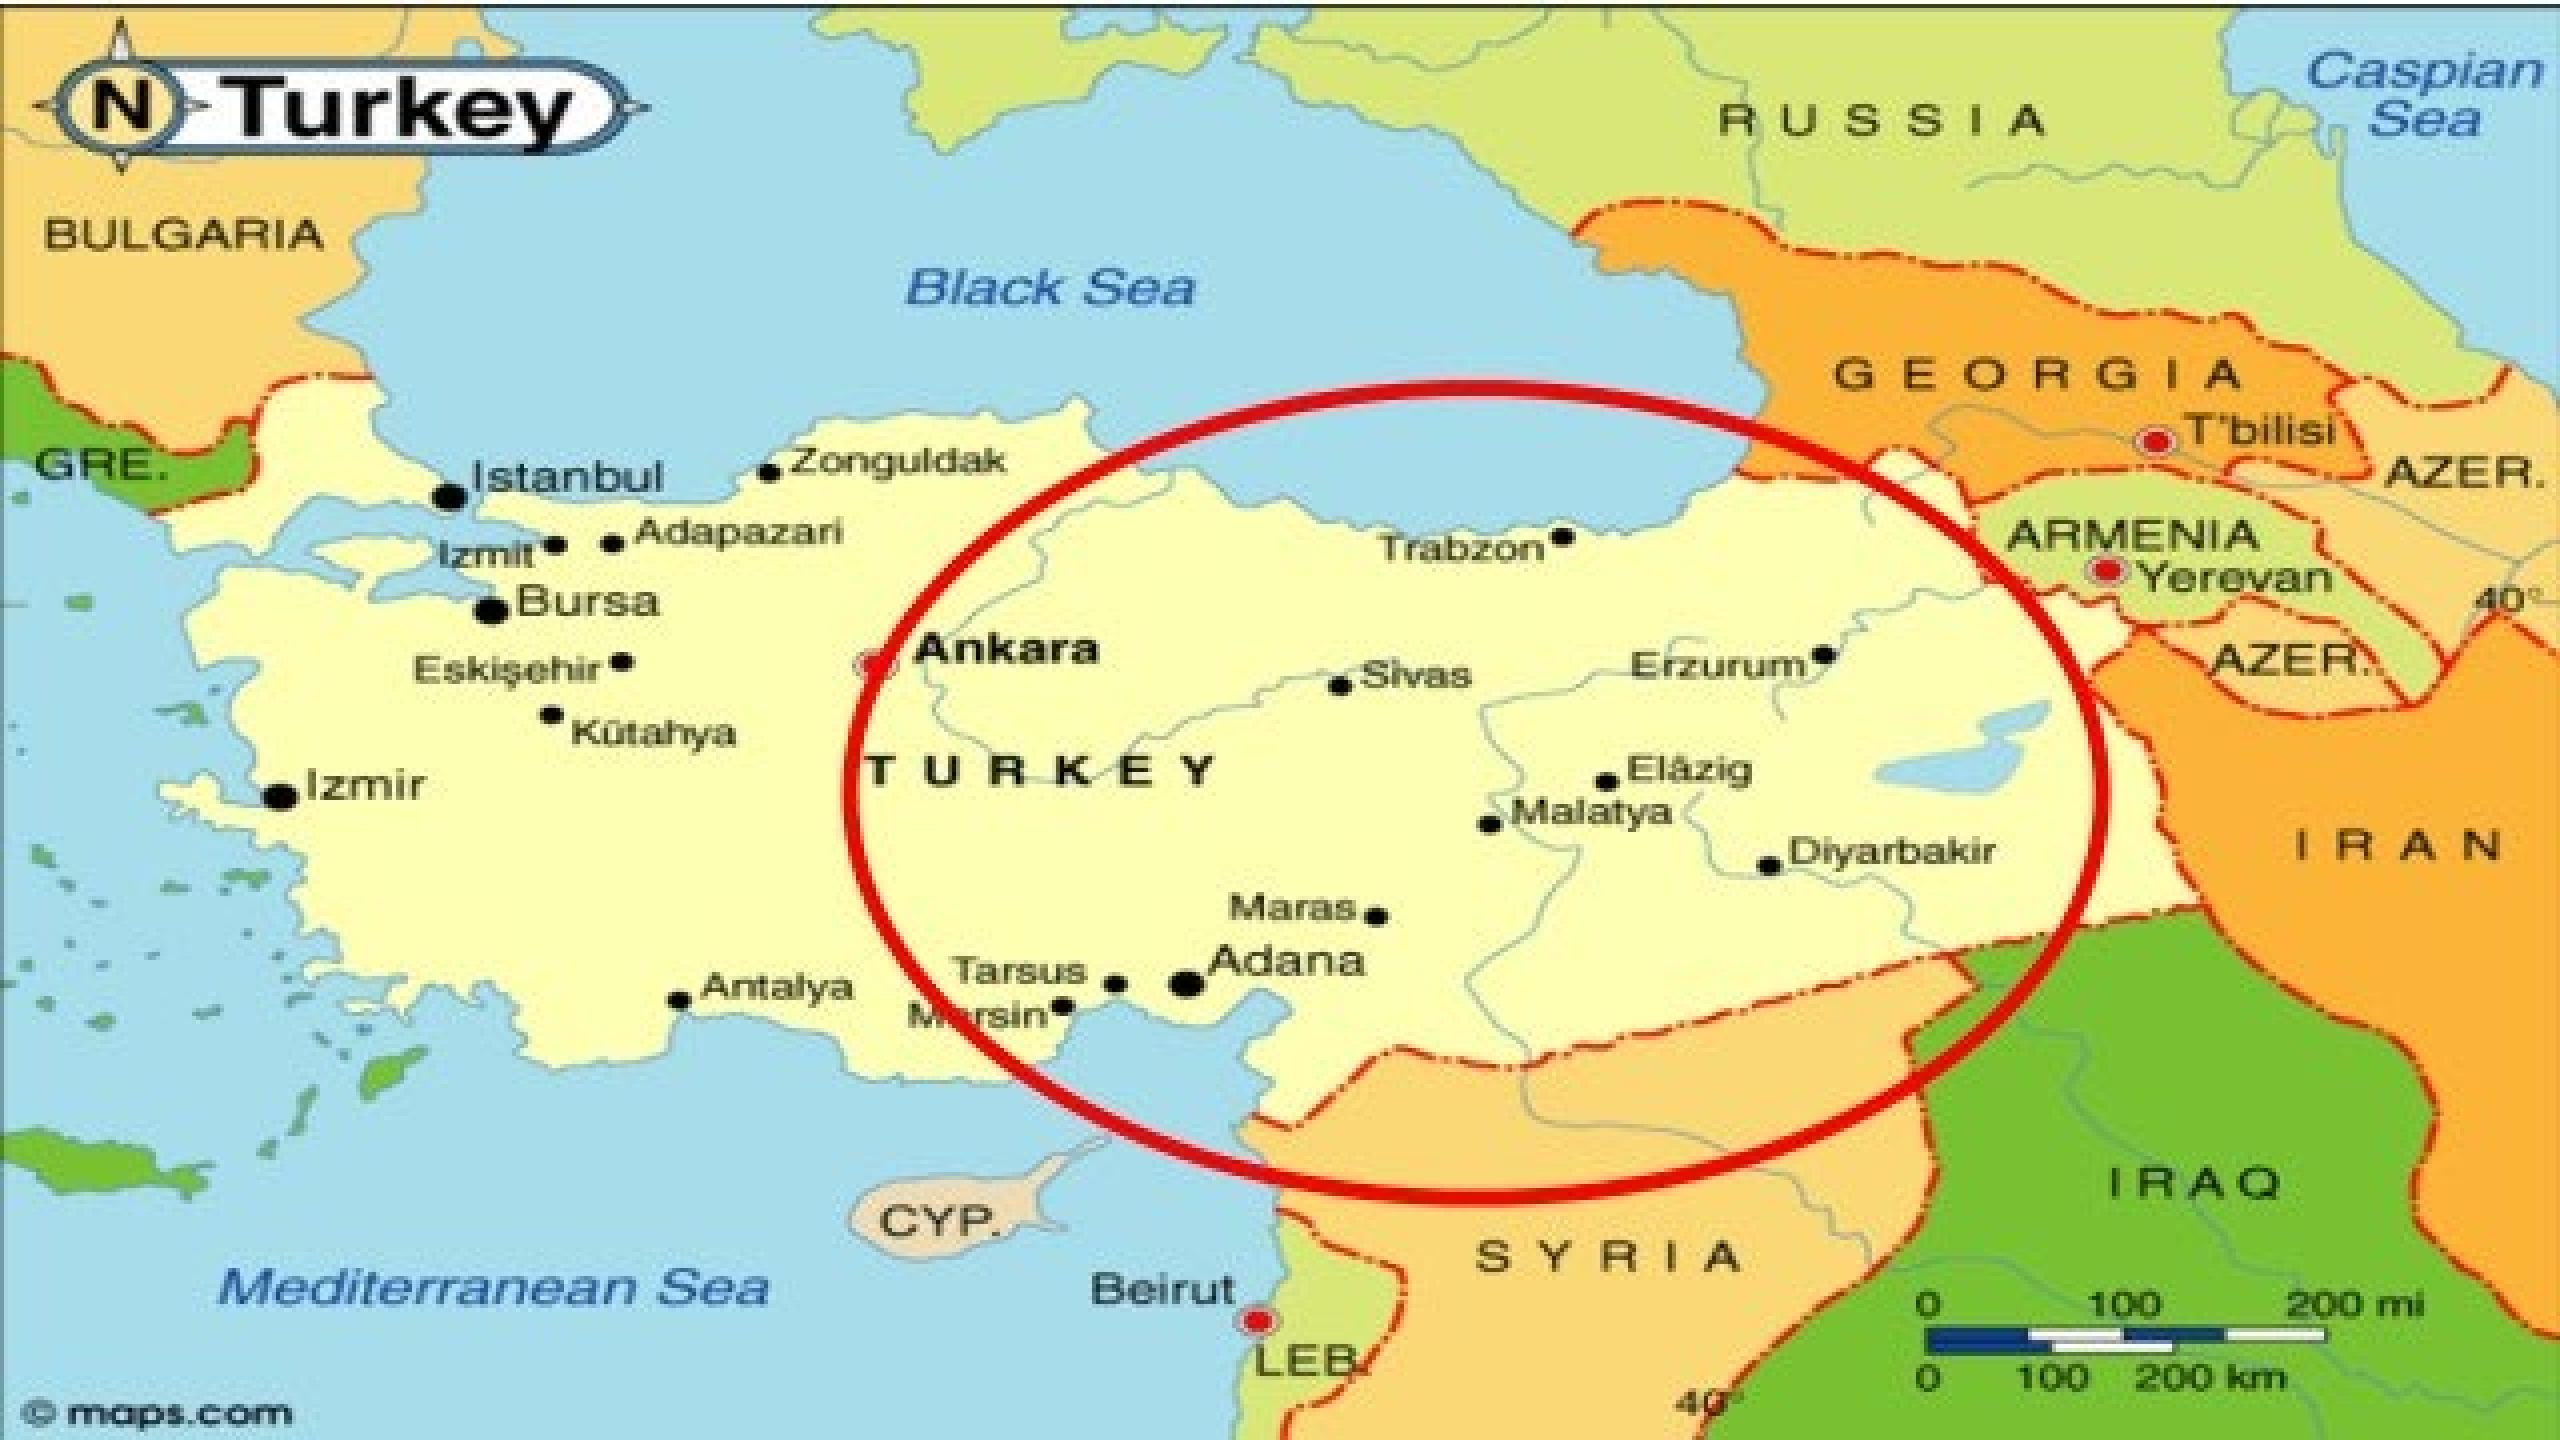 N Turkey
Caspian
Sea
RUSSIA
BULGARIA
Black Sea
GEORGIA
T'bilisi
GRE.
Istanbul
Zonguldak
AZER.
Izmit
Adapazari
Trabzon
ARMENIA
Yerevan
40°
Bursa
Ankara
Eskişehir
Sivas
Erzurum
AZER.
Kütahya
TURKEY
Izmir
Elâzig
Malatya
IRAN
Diyarbakir
Maras
Tarsus
Adana
Antalya
Mersin
IRAQ
CYP.
SYRIA
Mediterranean Sea
Beirut
LEB.
0 100 200 mi
0 100 200 km
40°
© maps.com